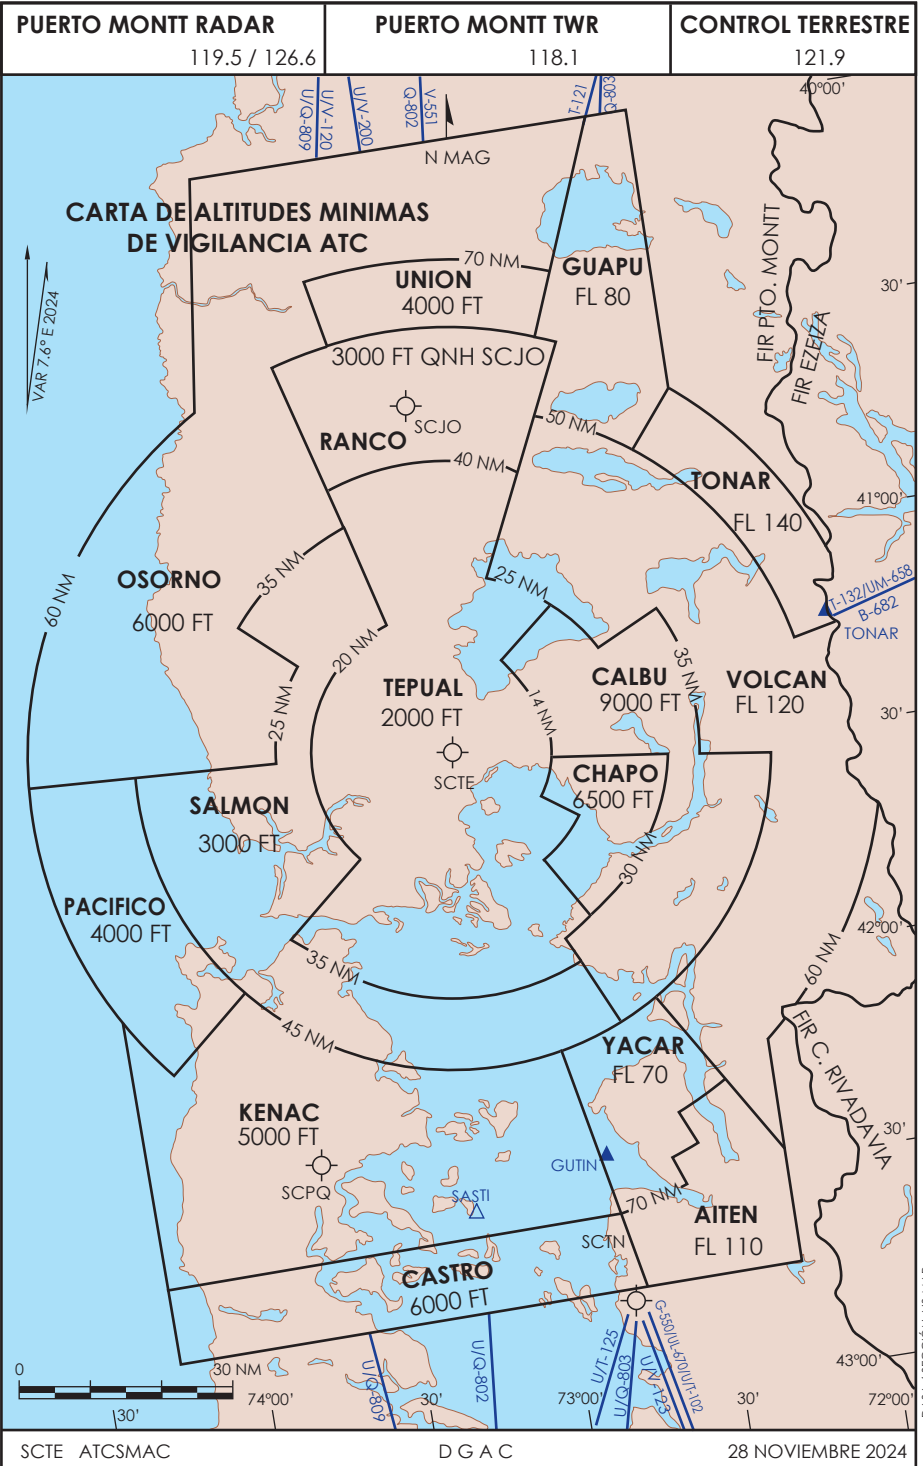 PUERTO MONTT RADAR
119.5 / 126.6
PUERTO MONTT TWR
118.1
CONTROL TERRESTRE
121.9
U/Q-809
U/V-120
U/V-200
Q-802
V-551
T-121
Q-803
40°00'
N MAG
CARTA DE ALTITUDES MINIMAS
DE VIGILANCIA ATC
VAR 7.6° E 2024
70 NM
UNION
4000 FT
GUAPU
FL 80
FIR PTO. MONTT
FIR EZEIZA
30'
3000 FT QNH SCJO
SCJO
RANCO
40 NM
50 NM
TONAR
FL 140
41°00'
OSORNO
6000 FT
35 NM
60 NM
25 NM
T-132/UM-658
B-682
TONAR
20 NM
TEPUAL
2000 FT
SCTE
14 NM
CALBU
9000 FT
35 NM
VOLCAN
FL 120
30'
25 NM
CHAPO
6500 FT
SALMON
3000 FT
30 NM
PACIFICO
4000 FT
42°00'
60 NM
35 NM
45 NM
YACAR
FL 70
FIR C. RIVADAVIA
KENAC
5000 FT
30'
SCPQ
GUTIN
SASTI
70 NM
AITEN
FL 110
SCTN
CASTRO
6000 FT
G-550/UL-670/U/T-102
U/T-125
U/Q-803
U/V-123
U/Q-802
U/Q-809
43°00'
0
30 NM
30'
74°00'
30'
73°00'
30'
72°00'
SCTE ATCSMAC
D G A C
28 NOVIEMBRE 2024